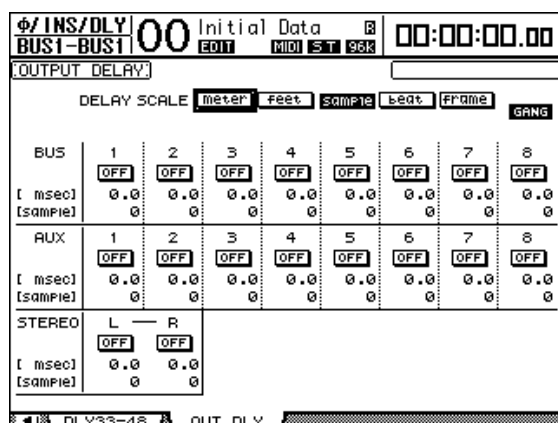 Φ/INS/DLY 00 Initial Data R 00:00:00.00
BUS1-BUS1 EDIT MIDI ST 96K
OUTPUT DELAY
DELAY SCALE meter feet sample beat frame
GANG
BUS 1 2 3 4 5 6 7 8
OFF OFF OFF OFF OFF OFF OFF OFF
[ msec] 0.0 0.0 0.0 0.0 0.0 0.0 0.0 0.0
[sample] 0 0 0 0 0 0 0 0
AUX 1 2 3 4 5 6 7 8
OFF OFF OFF OFF OFF OFF OFF OFF
[ msec] 0.0 0.0 0.0 0.0 0.0 0.0 0.0 0.0
[sample] 0 0 0 0 0 0 0 0
STEREO L — R
OFF OFF
[ msec] 0.0 0.0
[sample] 0 0
DLY33-48 OUT DLY